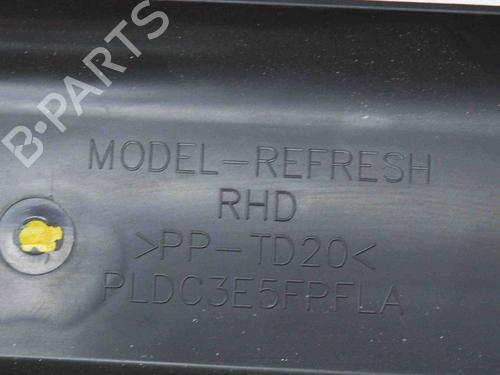 B-PARTS
MODEL-REFRESH
RHD
>PP-TD20<
PLDC3E5FPFLA